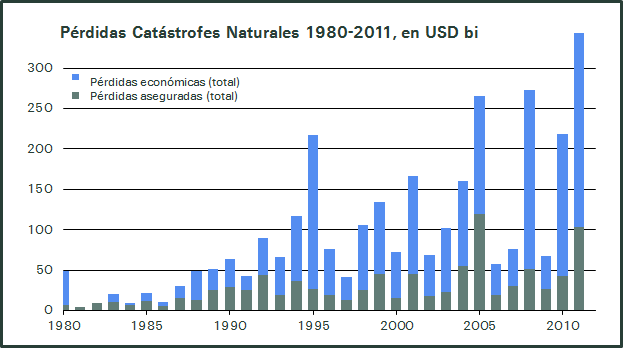 Pérdidas Catástrofes Naturales 1980-2011, en USD bi
Pérdidas económicas (total)
Pérdidas aseguradas (total)
300
250
200
150
100
50
0
1980 1985 1990 1995 2000 2005 2010